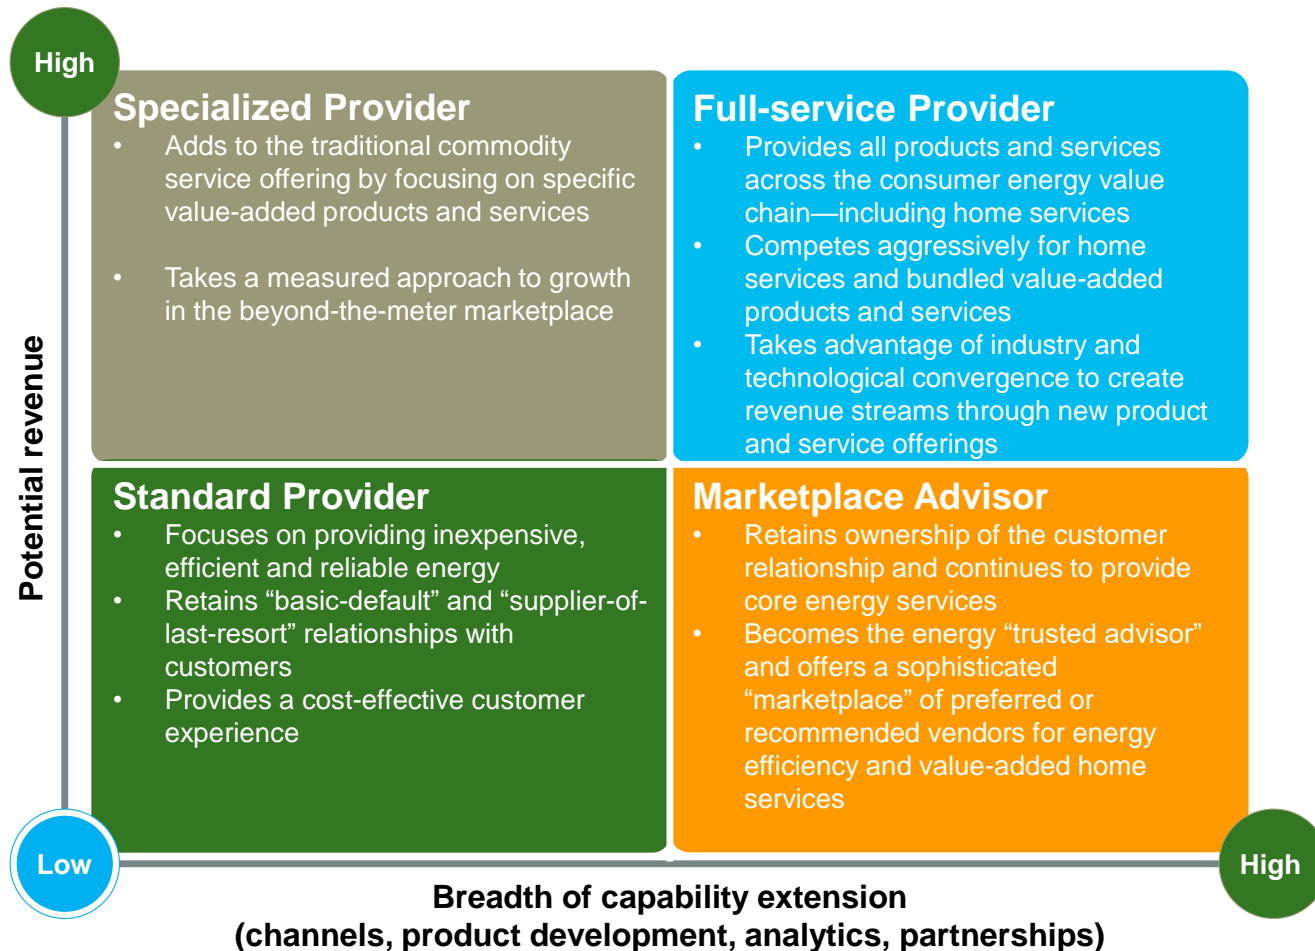 High
Specialized Provider
• Adds to the traditional commodity
service offering by focusing on specific
value-added products and services
• Takes a measured approach to growth
in the beyond-the-meter marketplace
Full-service Provider
• Provides all products and services
across the consumer energy value
chain—including home services
• Competes aggressively for home
services and bundled value-added
products and services
• Takes advantage of industry and
technological convergence to create
revenue streams through new product
and service offerings
Potential revenue
Standard Provider
• Focuses on providing inexpensive,
efficient and reliable energy
• Retains “basic-default” and “supplier-of-
last-resort” relationships with
customers
• Provides a cost-effective customer
experience
Marketplace Advisor
• Retains ownership of the customer
relationship and continues to provide
core energy services
• Becomes the energy “trusted advisor”
and offers a sophisticated
“marketplace” of preferred or
recommended vendors for energy
efficiency and value-added home
services
Low
High
Breadth of capability extension
(channels, product development, analytics, partnerships)